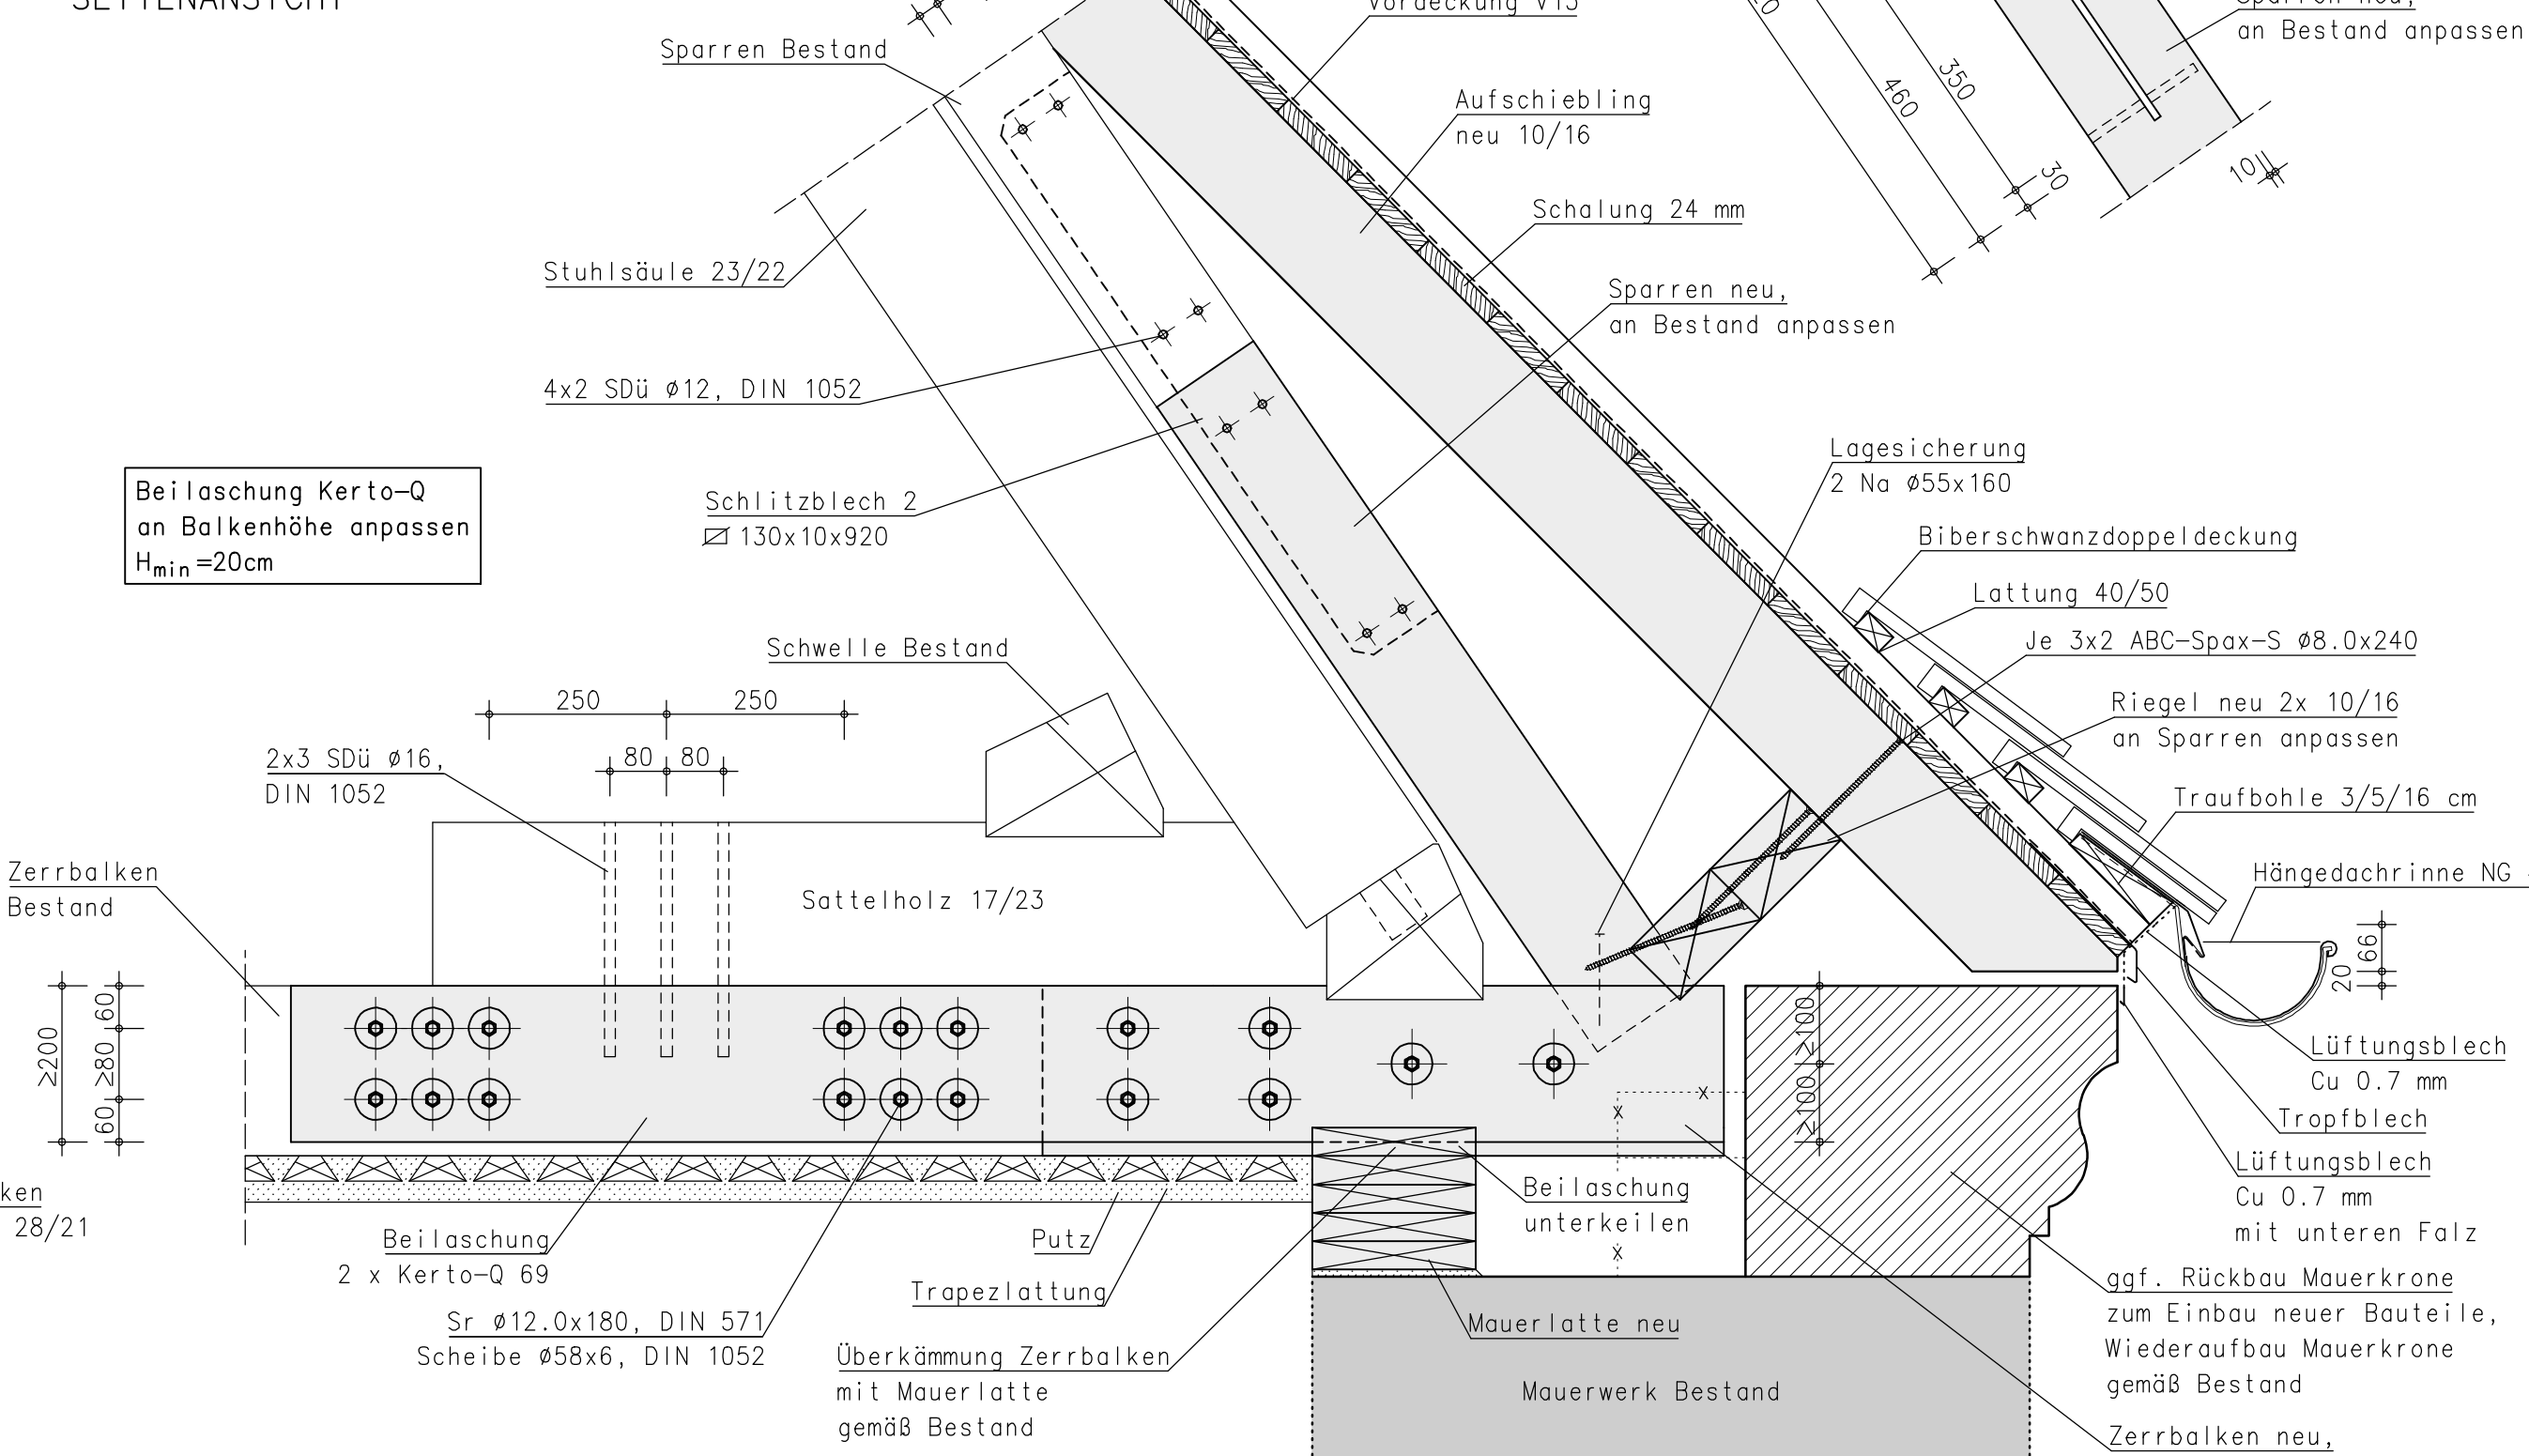 SEITENANSICHT
Vordeckung V13
Sparren neu,
an Bestand anpassen
Sparren Bestand
Aufschiebling
neu 10/16
350
460
30
10
Schalung 24 mm
Stuhlsäule 23/22
Sparren neu,
an Bestand anpassen
4x2 SDü ø12, DIN 1052
Lagesicherung
2 Na Ø55x160
Beilaschung Kerto-Q
an Balkenhöhe anpassen
Hmin=20cm
Schlitzblech 2
130x10x920
Biberschwanzdoppeldeckung
Lattung 40/50
Je 3x2 ABC-Spax-S ø8.0x240
Schwelle Bestand
Riegel neu 2x 10/16
an Sparren anpassen
250 250
80 80
2x3 SDü ø16,
DIN 1052
Traufbohle 3/5/16 cm
Zerrbalken
Bestand
Sattelholz 17/23
Hängedachrinne NG
66
20
≥200
60
≥80
60
≥100
≥100
Lüftungsblech
Cu 0.7 mm
Tropfblech
Lüftungsblech
Cu 0.7 mm
mit unteren Falz
ken
28/21
Beilaschung
2 x Kerto-Q 69
Putz
Trapezlattung
Beilaschung
unterkeilen
Sr ø12.0x180, DIN 571
Scheibe Ø58x6, DIN 1052
Mauerlatte neu
ggf. Rückbau Mauerkrone
zum Einbau neuer Bauteile,
Wiederaufbau Mauerkrone
gemäß Bestand
Überkämmung Zerrbalken
mit Mauerlatte
gemäß Bestand
Mauerwerk Bestand
Zerrbalken neu,